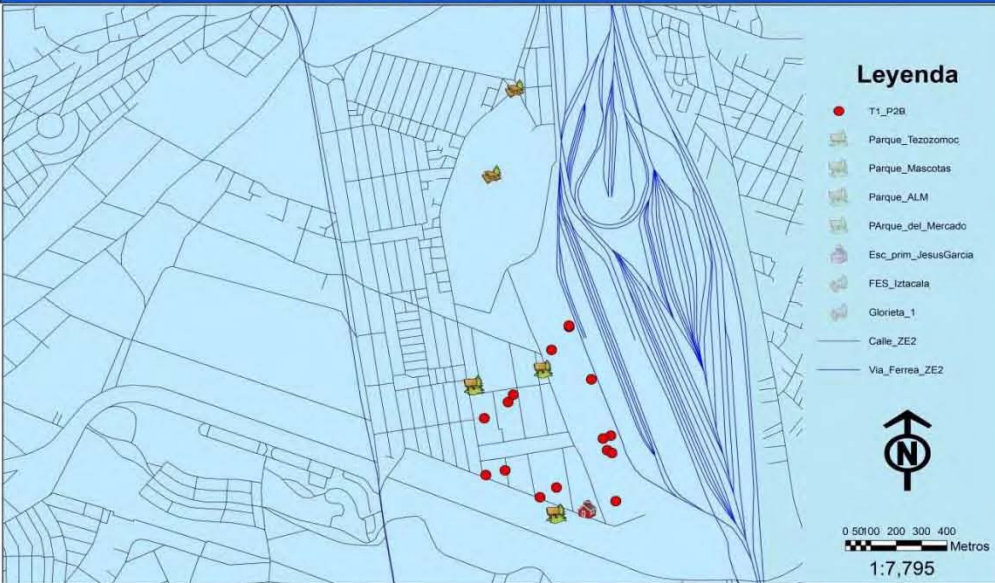 Leyenda
T1_P2B
Parque_Tezozomoc
Parque_Mascotas
Parque_ALM
PArque_del_Mercado
Esc_prim_JesusGarcia
FES_Iztacala
Glorieta_1
Calle_ZE2
Via_Ferrea_ZE2
N
0 50100 200 300 400
Metros
1:7,795